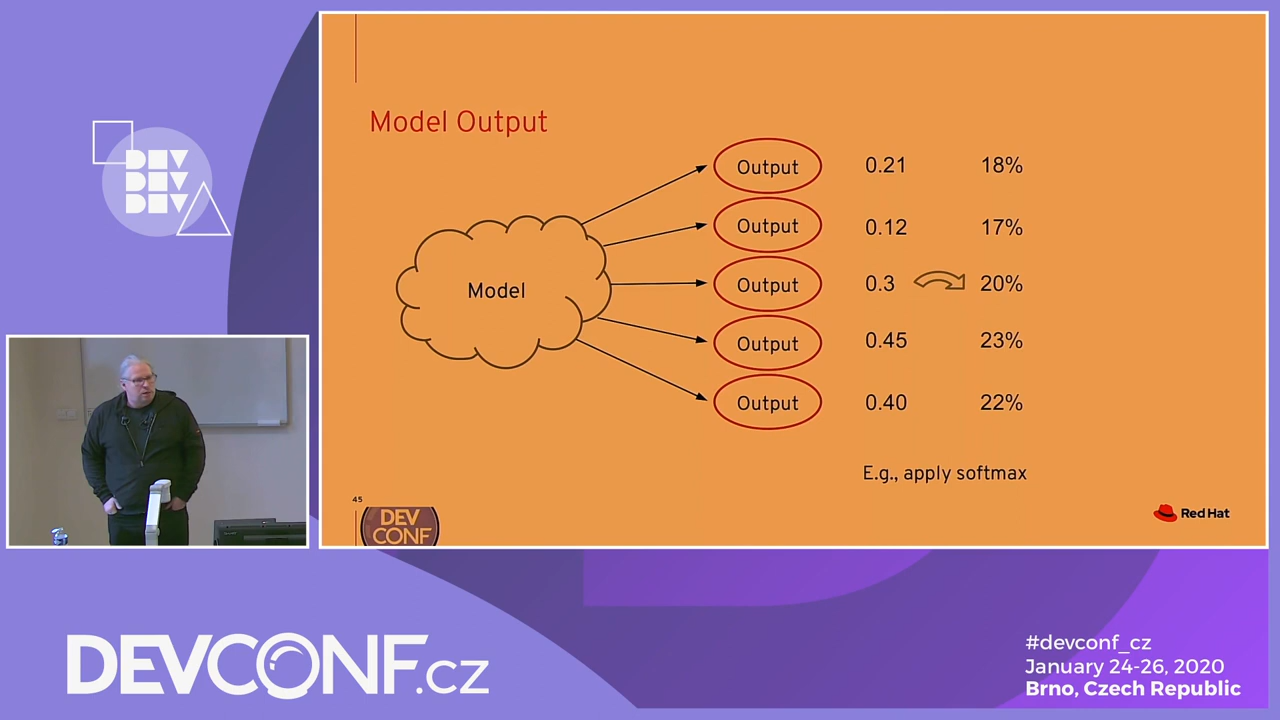 DEV
DEV
DEV
Model Output
Model
Output 0.21 18%
Output 0.12 17%
Output 0.3 20%
Output 0.45 23%
Output 0.40 22%
E.g., apply softmax
45
DEV
CONF
Red Hat
DEVCONF.cz
#devconf_cz
January 24-26, 2020
Brno, Czech Republic